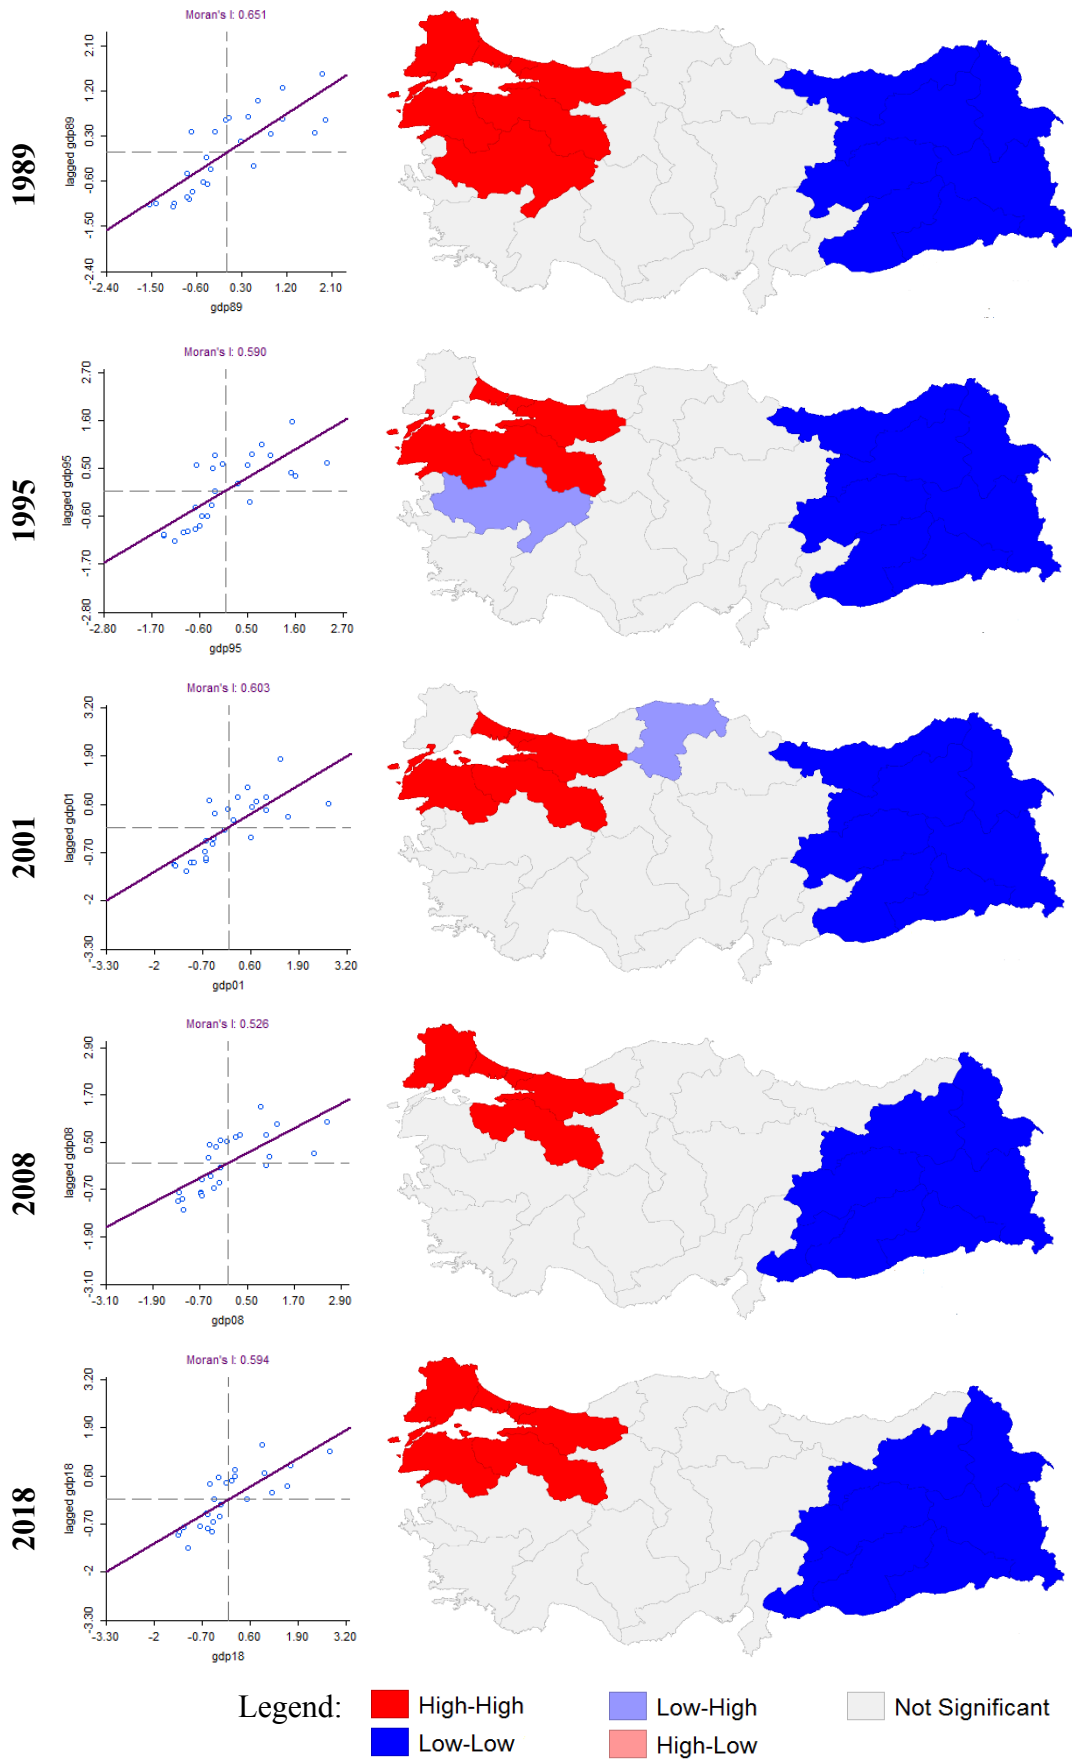 1989
Moran's I: 0.651
lagged gdp89
2.10
1.20
0.30
-0.60
-1.50
-2.40
-2.40 -1.50 -0.60 0.30 1.20 2.10
gdp89
1995
Moran's I: 0.590
lagged gdp95
2.70
1.60
0.50
-0.60
-1.70
-2.80
-2.80 -1.70 -0.60 0.50 1.60 2.70
gdp95
2001
Moran's I: 0.603
lagged gdp01
3.20
1.90
0.60
-0.70
-2
-3.30
-3.30 -2 -0.70 0.60 1.90 3.20
gdp01
2008
Moran's I: 0.526
lagged gdp08
2.90
1.70
0.50
-0.70
-1.90
-3.10
-3.10 -1.90 -0.70 0.50 1.70 2.90
gdp08
2018
Moran's I: 0.594
lagged gdp18
3.20
1.90
0.60
-0.70
-2
-3.30
-3.30 -2 -0.70 0.60 1.90 3.20
gdp18
Legend: High-High Low-High Not Significant
Low-Low High-Low